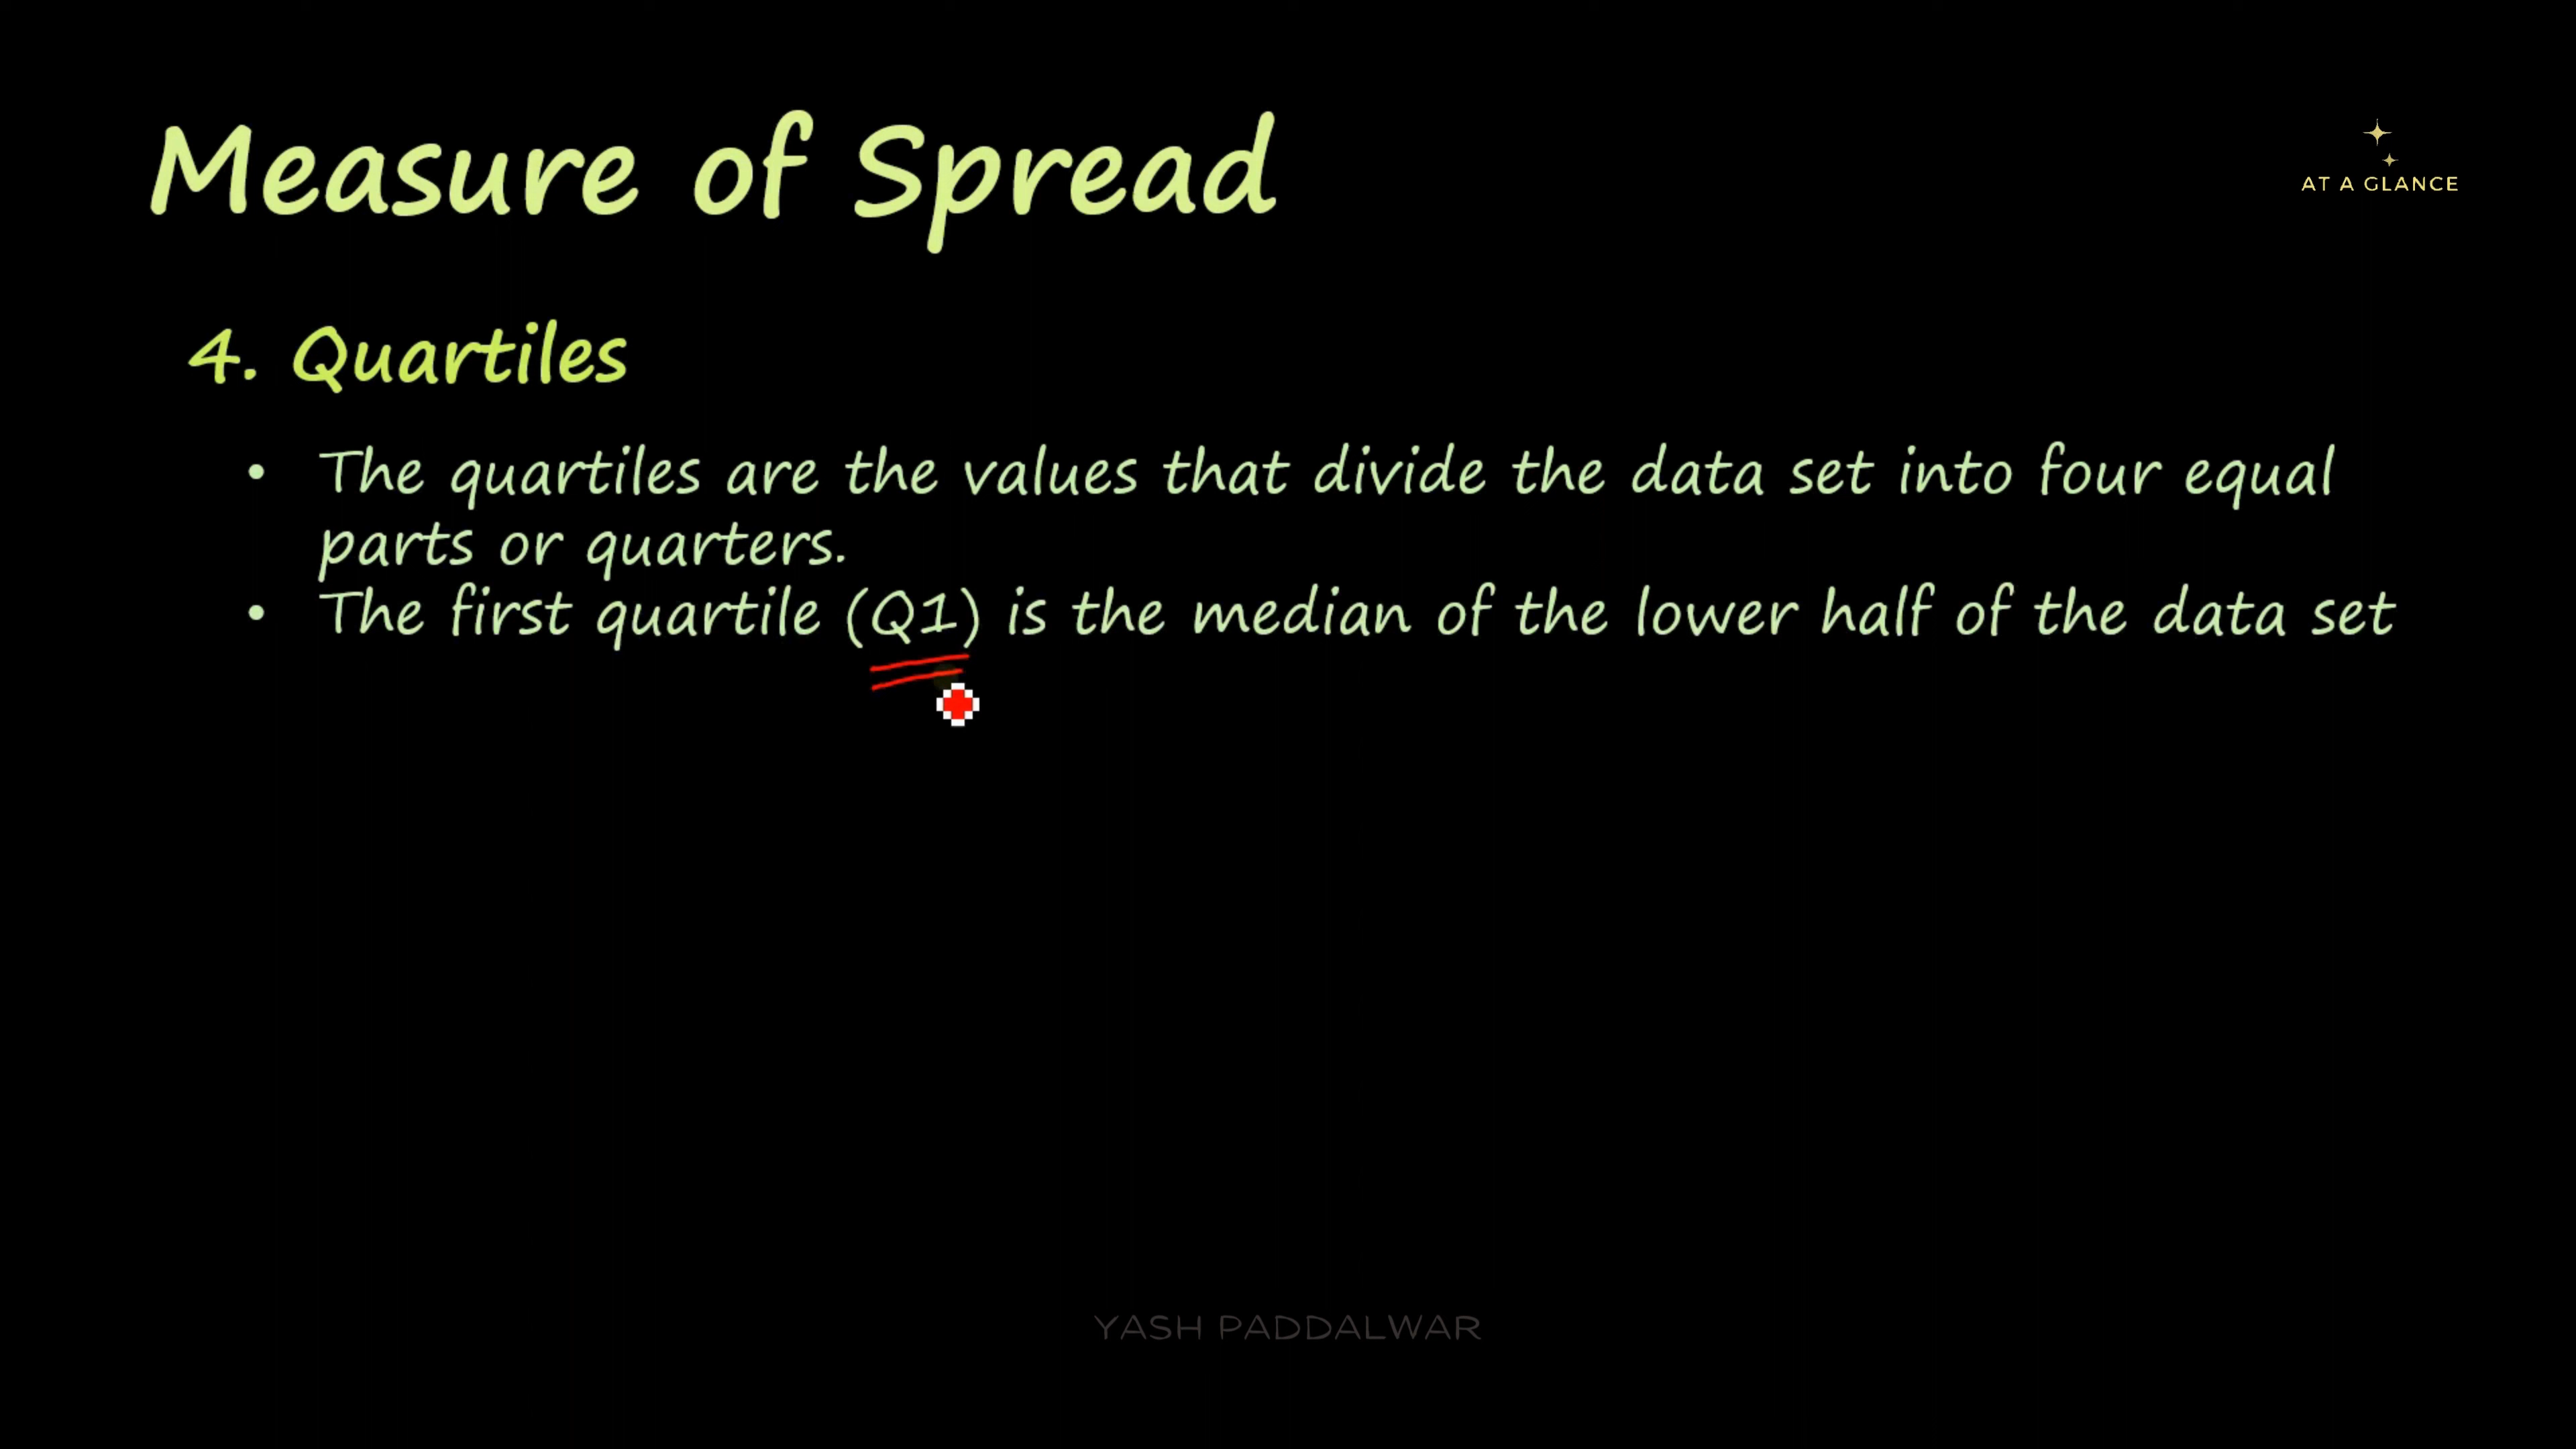 Measure of Spread
AT A GLANCE
4. Quartiles
• The quartiles are the values that divide the data set into four equal
parts or quarters.
• The first quartile (Q1) is the median of the lower half of the data set
YASH PADDALWAR